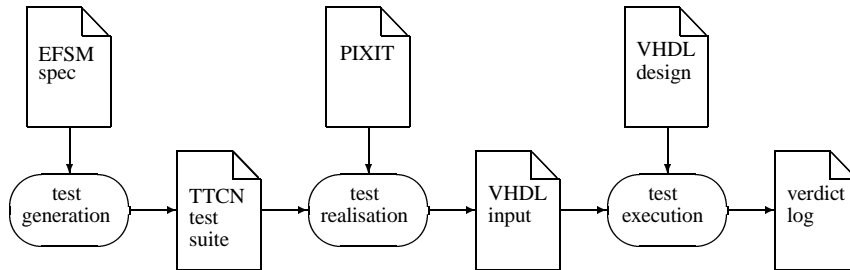 EFSM
spec
PIXIT
VHDL
design
test
generation
TTCN
test
suite
test
realisation
VHDL
input
test
execution
verdict
log